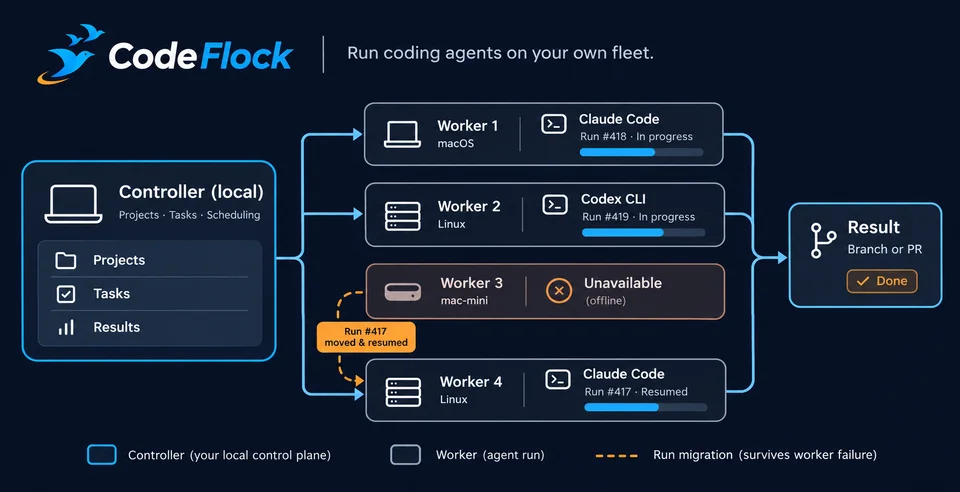 CodeFlock
Run coding agents on your own fleet.
Controller (local)
Projects · Tasks · Scheduling
Projects
Tasks
Results
Worker 1
macOS
Claude Code
Run #418 · In progress
Worker 2
Linux
Codex CLI
Run #419 · In progress
Worker 3
mac-mini
Unavailable
(offline)
Run #417
moved & resumed
Worker 4
Linux
Claude Code
Run #417 · Resumed
Result
Branch or PR
Done
Controller (your local control plane)
Worker (agent run)
Run migration (survives worker failure)